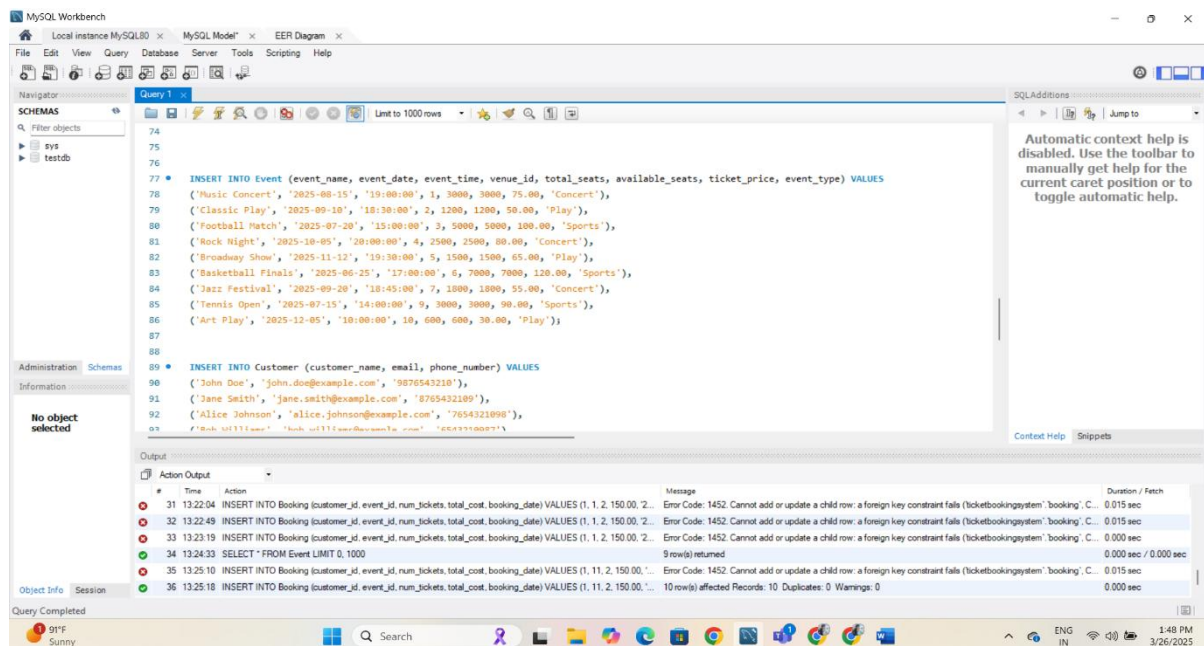 MySQL Workbench
Local instance MySQL80 × MySQL Model* × EER Diagram ×
File Edit View Query Database Server Tools Scripting Help
Navigator
SCHEMAS
Filter objects
sys
testdb
Administration Schemas
Information
No object
selected
Object Info Session
Query 1 ×
Limit to 1000 rows
74
75
76
77 INSERT INTO Event (event_name, event_date, event_time, venue_id, total_seats, available_seats, ticket_price, event_type) VALUES
78 ('Music Concert', '2025-08-15', '19:00:00', 1, 3000, 3000, 75.00, 'Concert'),
79 ('Classic Play', '2025-09-10', '18:30:00', 2, 1200, 1200, 50.00, 'Play'),
80 ('Football Match', '2025-07-20', '15:00:00', 3, 5000, 5000, 100.00, 'Sports'),
81 ('Rock Night', '2025-10-05', '20:00:00', 4, 2500, 2500, 80.00, 'Concert'),
82 ('Broadway Show', '2025-11-12', '19:30:00', 5, 1500, 1500, 65.00, 'Play'),
83 ('Basketball Finals', '2025-06-25', '17:00:00', 6, 7000, 7000, 120.00, 'Sports'),
84 ('Jazz Festival', '2025-09-20', '18:45:00', 7, 1800, 1800, 55.00, 'Concert'),
85 ('Tennis Open', '2025-07-15', '14:00:00', 9, 3000, 3000, 90.00, 'Sports'),
86 ('Art Play', '2025-12-05', '10:00:00', 10, 600, 600, 30.00, 'Play');
87
88
89 INSERT INTO Customer (customer_name, email, phone_number) VALUES
90 ('John Doe', 'john.doe@example.com', '9876543210'),
91 ('Jane Smith', 'jane.smith@example.com', '8765432109'),
92 ('Alice Johnson', 'alice.johnson@example.com', '7654321098'),
93 ('Bob Williams', 'bob.williams@example.com', '6543210987')
SQLAdditions
Jump to
Automatic context help is
disabled. Use the toolbar to
manually get help for the
current caret position or to
toggle automatic help.
Context Help Snippets
Output
Action Output
# Time Action Message Duration / Fetch
31 13:22:04 INSERT INTO Booking (customer_id, event_id, num_tickets, total_cost, booking_date) VALUES (1, 1, 2, 150.00, '2... Error Code: 1452. Cannot add or update a child row: a foreign key constraint fails (`ticketbookingsystem`.`booking`, C... 0.015 sec
32 13:22:49 INSERT INTO Booking (customer_id, event_id, num_tickets, total_cost, booking_date) VALUES (1, 1, 2, 150.00, '2... Error Code: 1452. Cannot add or update a child row: a foreign key constraint fails (`ticketbookingsystem`.`booking`, C... 0.015 sec
33 13:23:19 INSERT INTO Booking (customer_id, event_id, num_tickets, total_cost, booking_date) VALUES (1, 1, 2, 150.00, '2... Error Code: 1452. Cannot add or update a child row: a foreign key constraint fails (`ticketbookingsystem`.`booking`, C... 0.000 sec
34 13:24:33 SELECT * FROM Event LIMIT 0, 1000 9 row(s) returned 0.000 sec / 0.000 sec
35 13:25:10 INSERT INTO Booking (customer_id, event_id, num_tickets, total_cost, booking_date) VALUES (1, 11, 2, 150.00, '... Error Code: 1452. Cannot add or update a child row: a foreign key constraint fails (`ticketbookingsystem`.`booking`, C... 0.015 sec
36 13:25:18 INSERT INTO Booking (customer_id, event_id, num_tickets, total_cost, booking_date) VALUES (1, 11, 2, 150.00, '... 10 row(s) affected Records: 10 Duplicates: 0 Warnings: 0 0.000 sec
Query Completed
91°F
Sunny
Search
ENG
IN
1:48 PM
3/26/2025